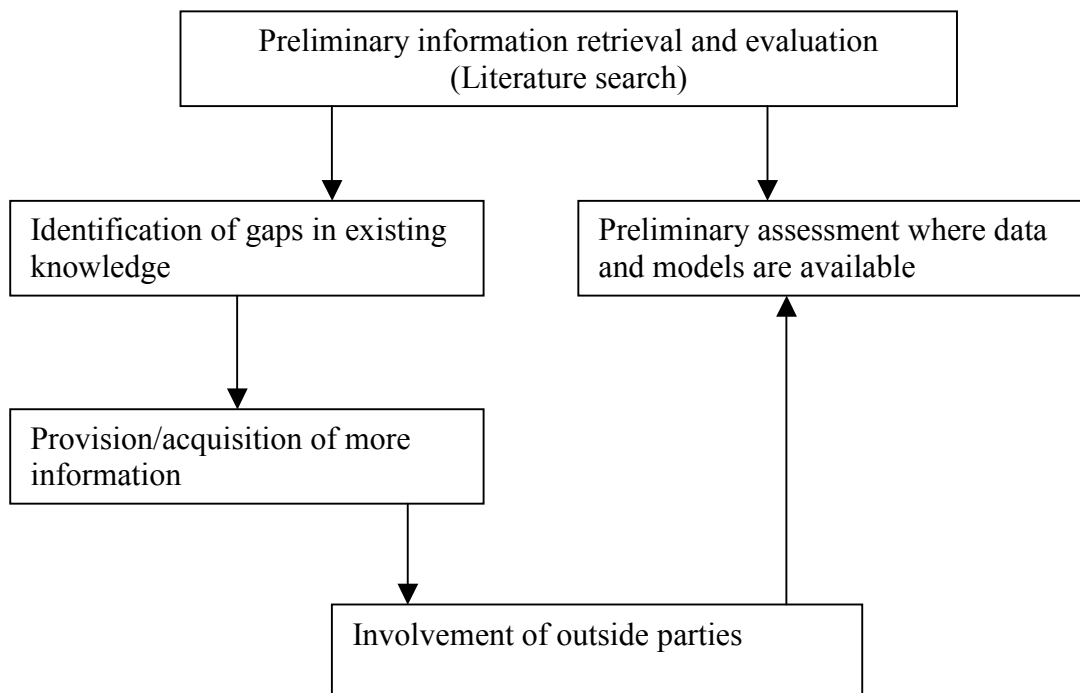 Preliminary information retrieval and evaluation
(Literature search)
Identification of gaps in existing
knowledge
Preliminary assessment where data
and models are available
Provision/acquisition of more
information
Involvement of outside parties